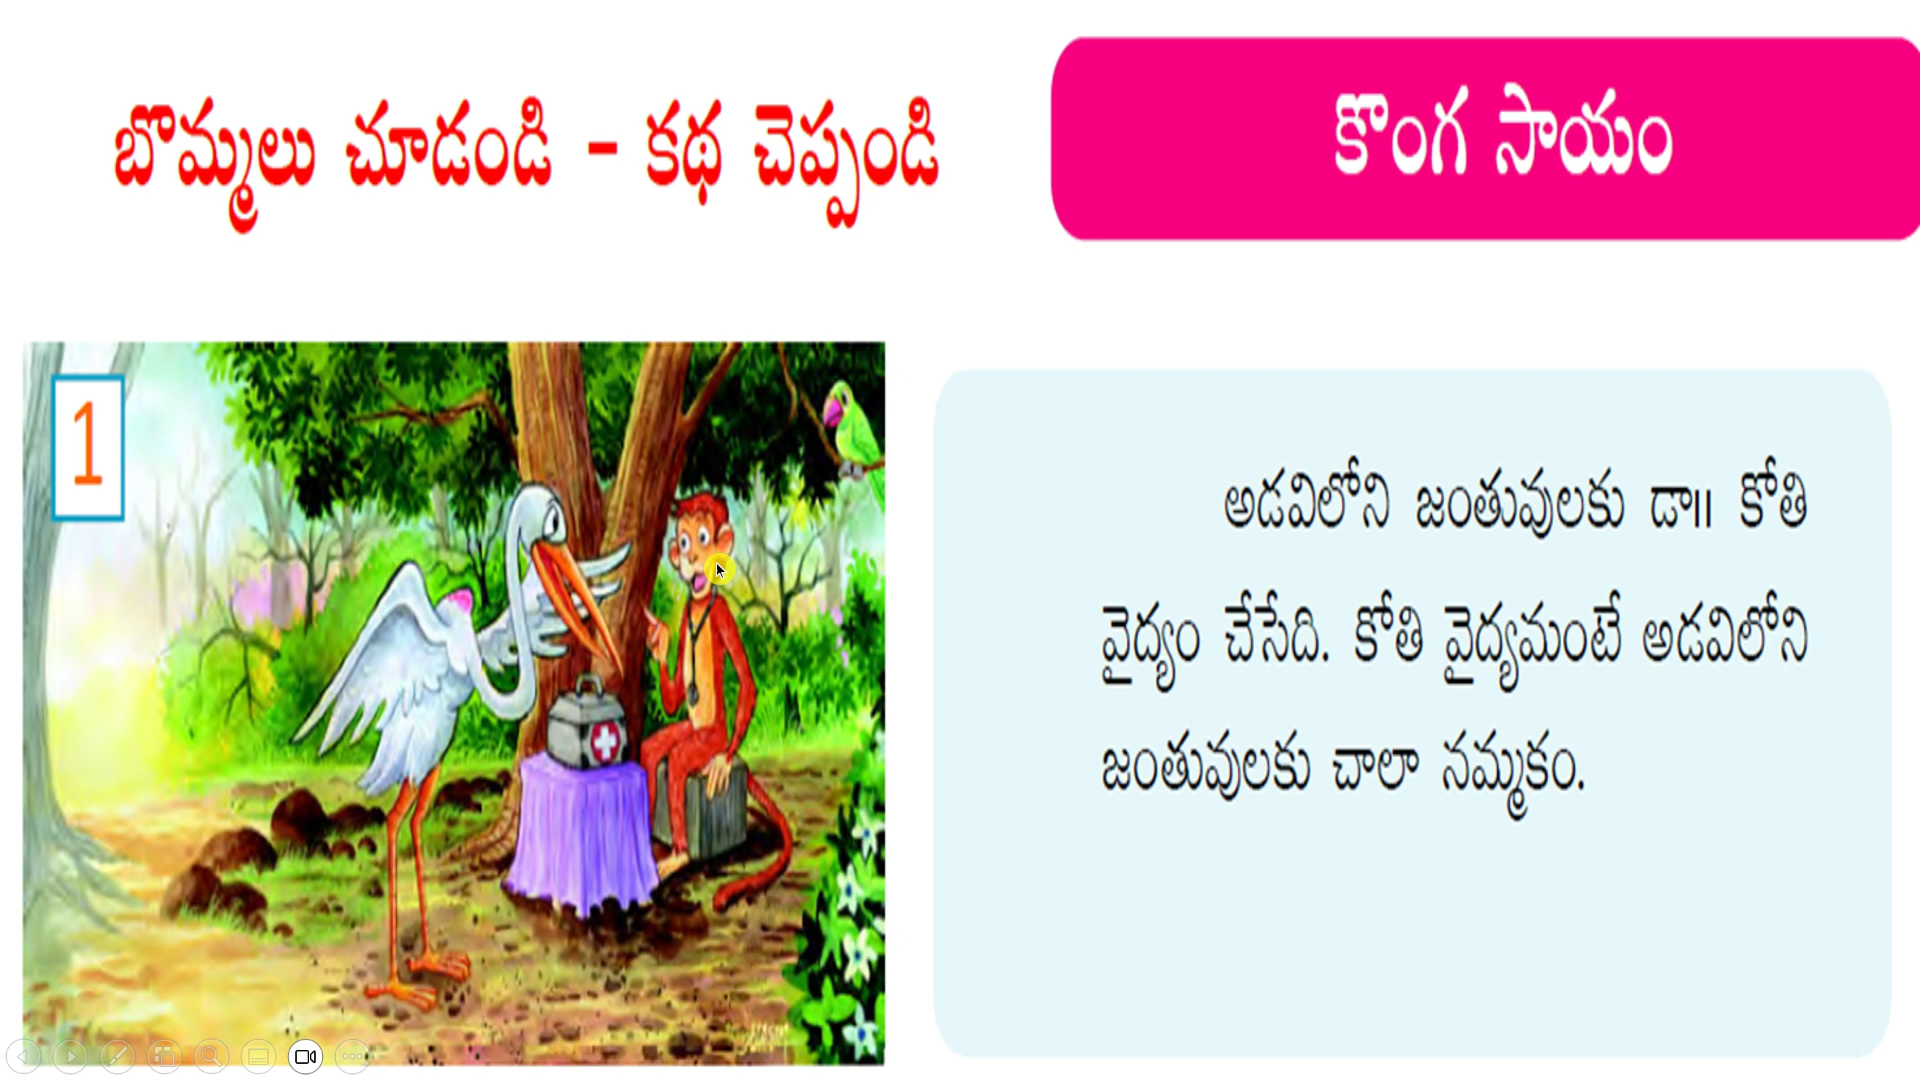 బొమ్మలు చూడండి - కథ చెప్పండి
కొంగ సాయం
1
అడవిలోని జంతువులకు డా॥ కోతి
వైద్యం చేసేది. కోతి వైద్యమంటే అడవిలోని
జంతువులకు చాలా నమ్మకం.